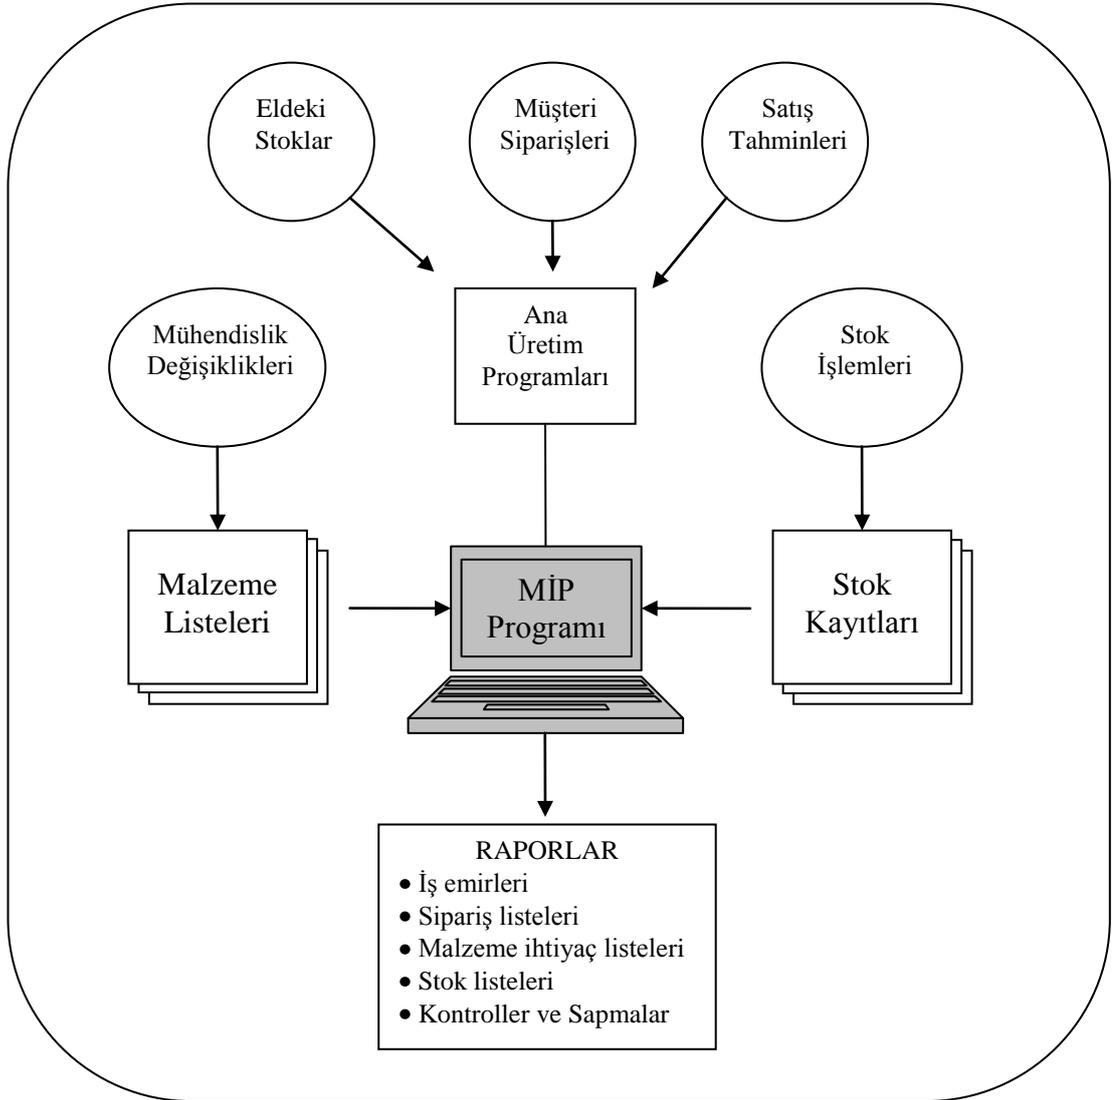 Eldeki
Stoklar
Müşteri
Siparişleri
Satış
Tahminleri
Mühendislik
Değişiklikleri
Ana
Üretim
Programları
Stok
İşlemleri
Malzeme
Listeleri
MİP
Programı
Stok
Kayıtları
RAPORLAR
• İş emirleri
• Sipariş listeleri
• Malzeme ihtiyaç listeleri
• Stok listeleri
• Kontroller ve Sapmalar